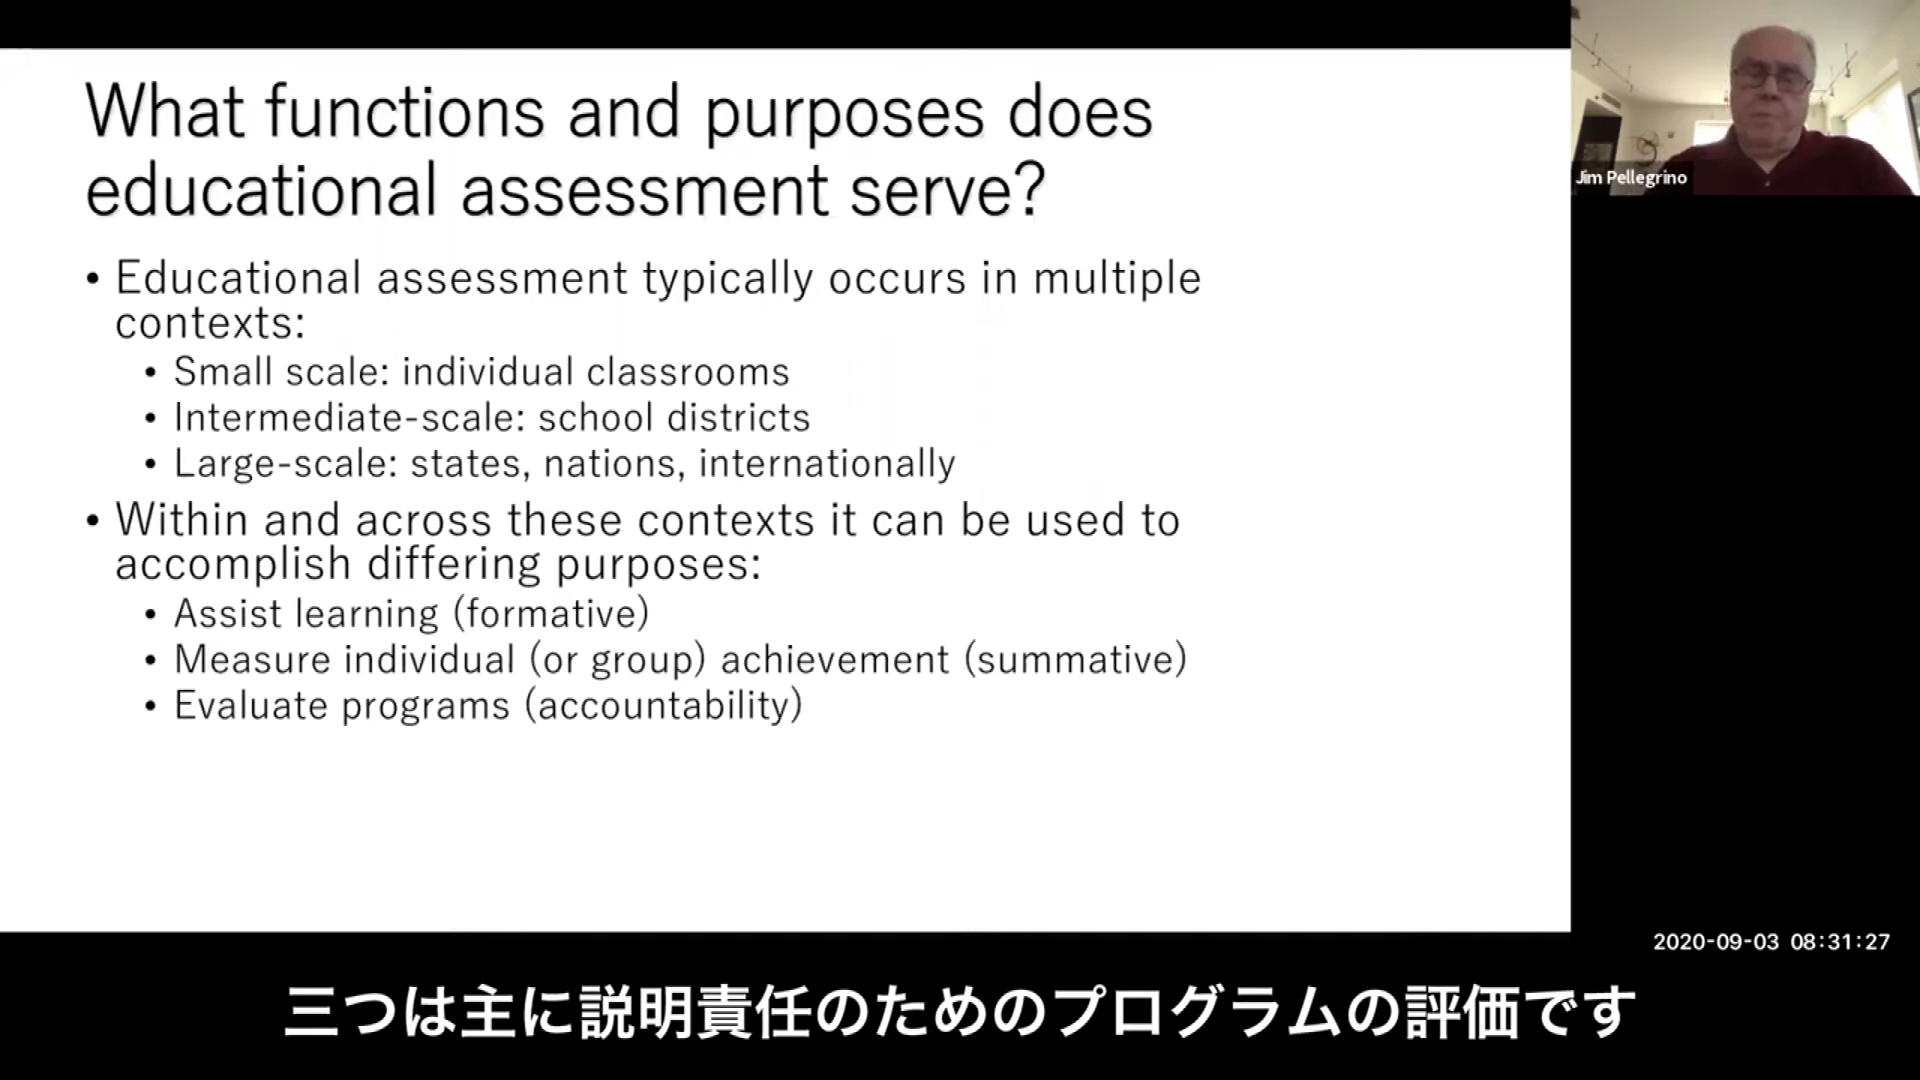 What functions and purposes does
educational assessment serve?
• Educational assessment typically occurs in multiple
contexts:
• Small scale: individual classrooms
• Intermediate-scale: school districts
• Large-scale: states, nations, internationally
• Within and across these contexts it can be used to
accomplish differing purposes:
• Assist learning (formative)
• Measure individual (or group) achievement (summative)
• Evaluate programs (accountability)
Jim Pellegrino
2020-09-03 08:31:27
三つは主に説明責任のためのプログラムの評価です